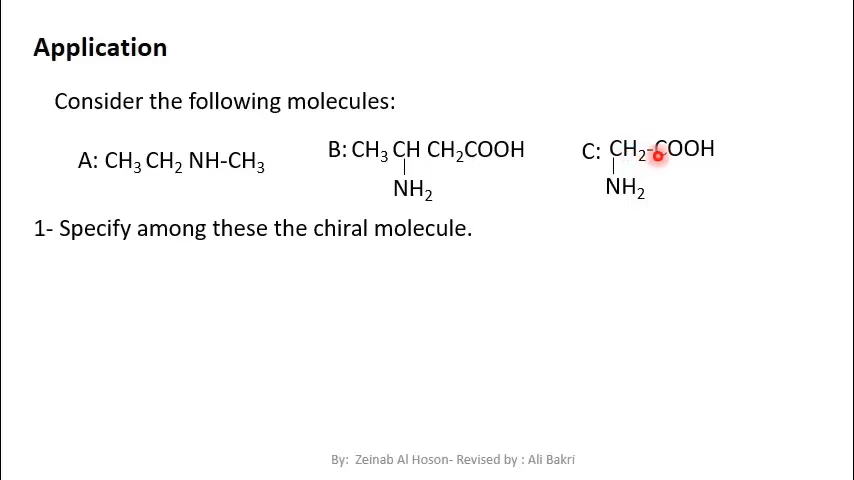 Application
Consider the following molecules:
A: CH₃ CH₂ NH-CH₃
B: CH₃ CH CH₂COOH
NH₂
C: CH₂-COOH
NH₂
1- Specify among these the chiral molecule.
By: Zeinab Al Hoson- Revised by : Ali Bakri